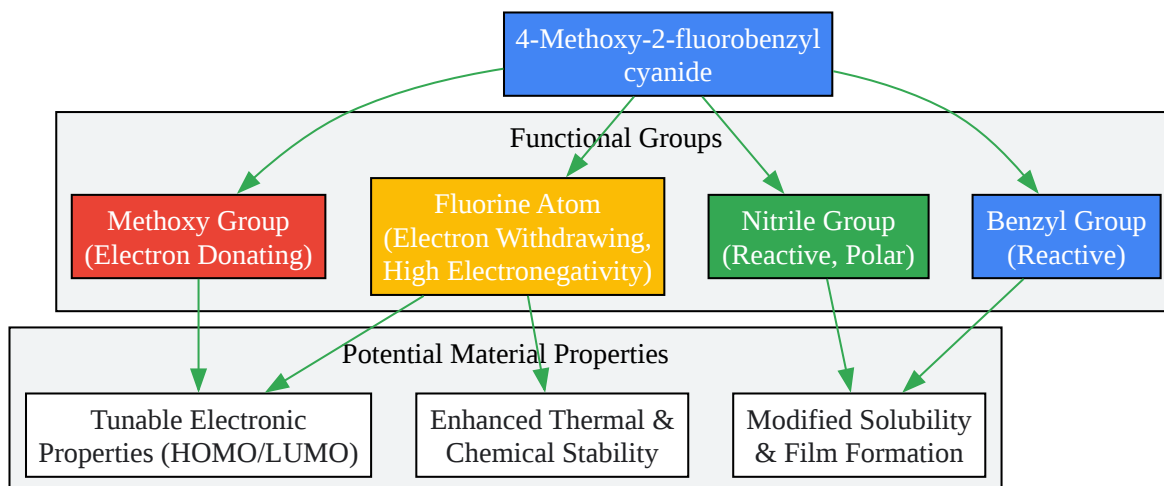 4-Methoxy-2-fluorobenzyl
cyanide
Functional Groups
Methoxy Group
(Electron Donating)
Fluorine Atom
(Electron Withdrawing,
High Electronegativity)
Nitrile Group
(Reactive, Polar)
Benzyl Group
(Reactive)
Potential Material Properties
Tunable Electronic
Properties (HOMO/LUMO)
Enhanced Thermal &
Chemical Stability
Modified Solubility
& Film Formation